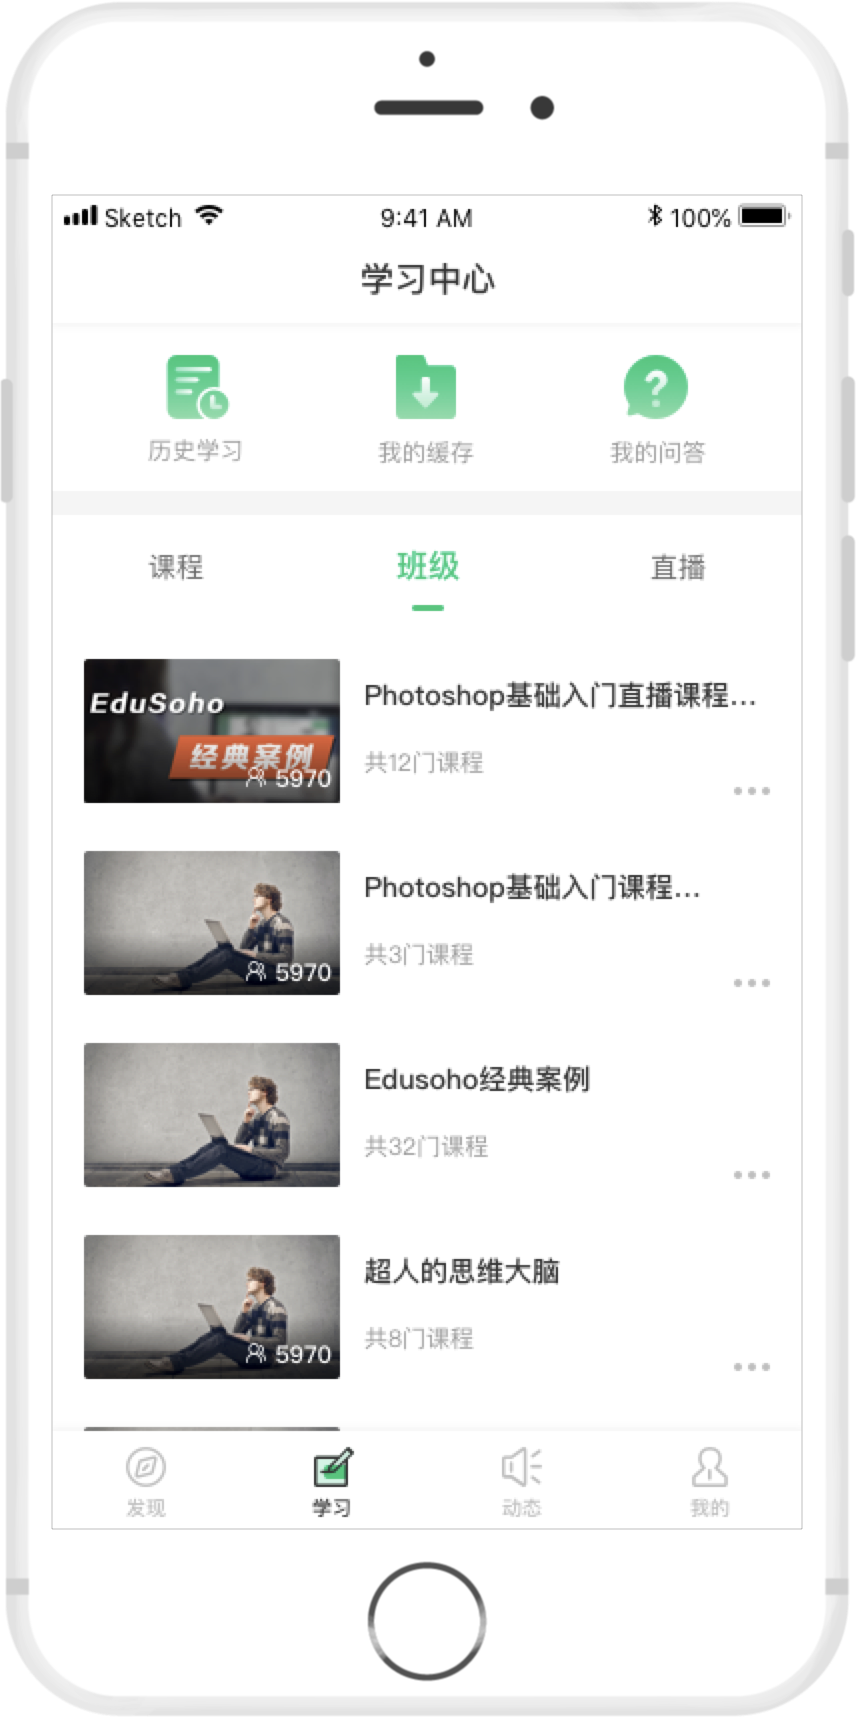 Sketch 9:41 AM 100%
学习中心
历史学习 我的缓存 我的问答
课程 班级 直播
EduSoho
经典案例
5970
Photoshop基础入门直播课程...
共12门课程
5970
Photoshop基础入门课程...
共3门课程
Edusoho经典案例
共32门课程
5970
超人的思维大脑
共8门课程
发现 学习 动态 我的